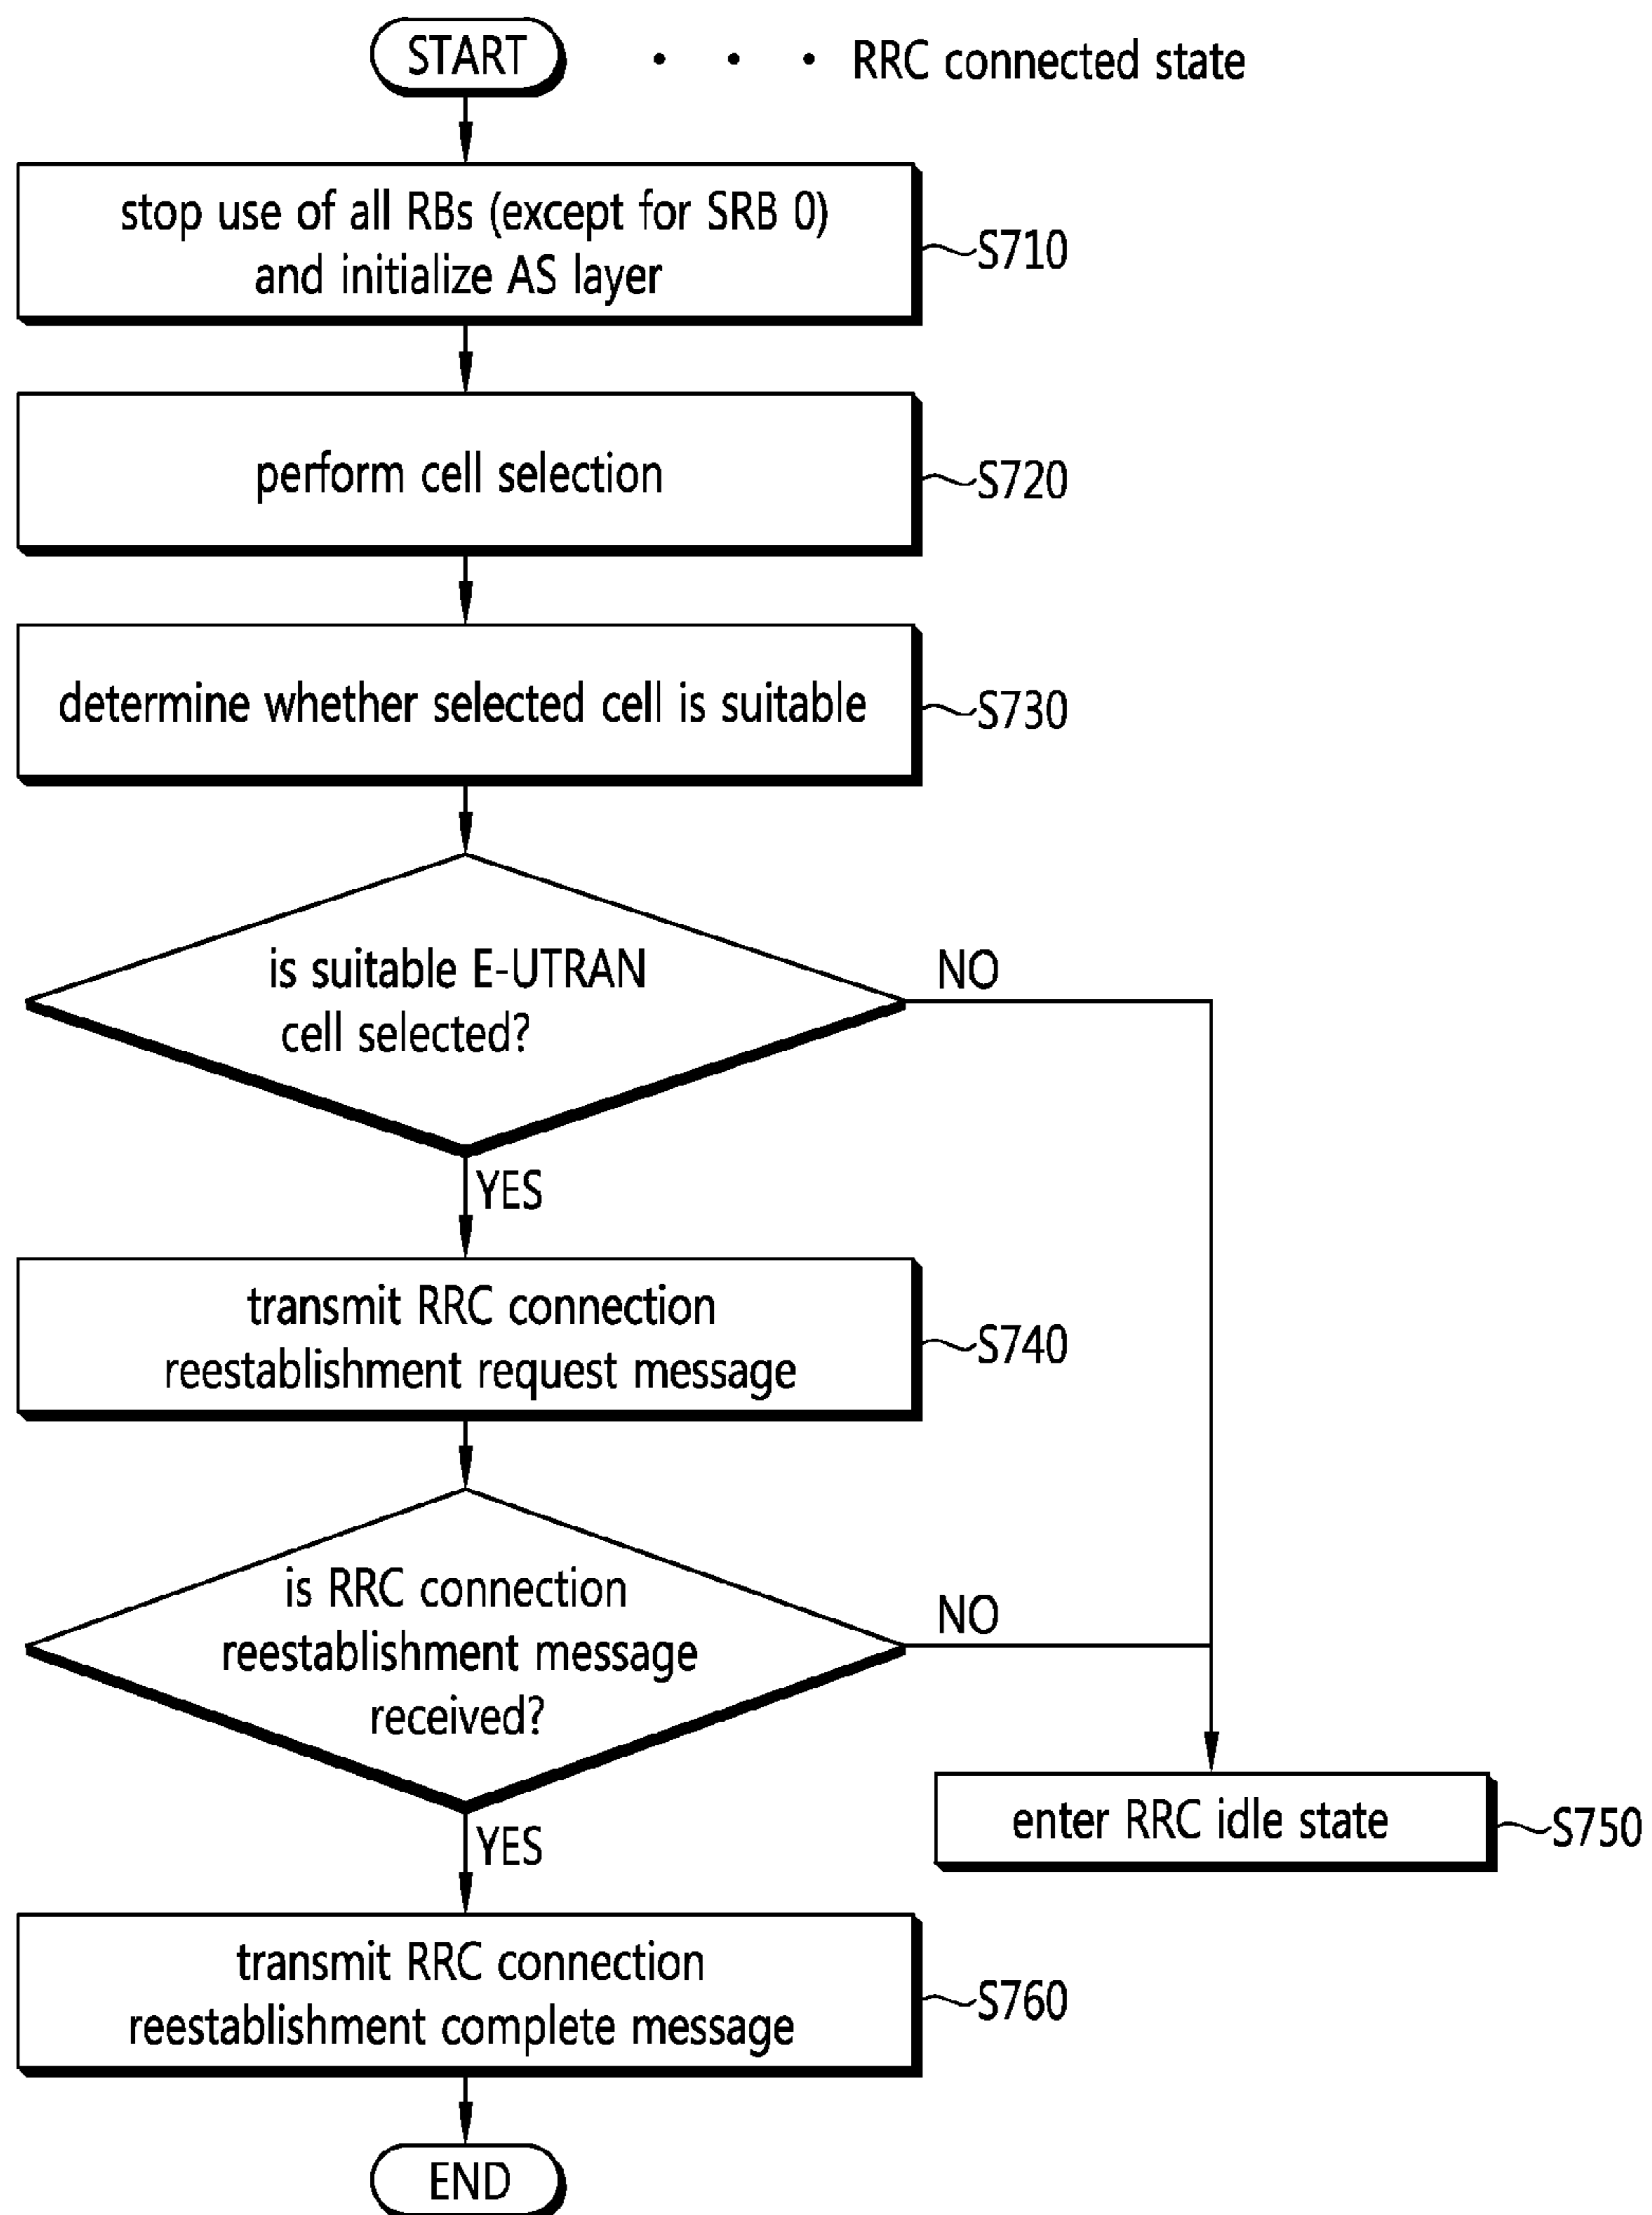 START
• • • RRC connected state
stop use of all RBs (except for SRB 0)
and initialize AS layer
S710
perform cell selection
S720
determine whether selected cell is suitable
S730
is suitable E-UTRAN
cell selected?
NO
YES
transmit RRC connection
reestablishment request message
S740
is RRC connection
reestablishment message
received?
NO
YES
enter RRC idle state
S750
transmit RRC connection
reestablishment complete message
S760
END